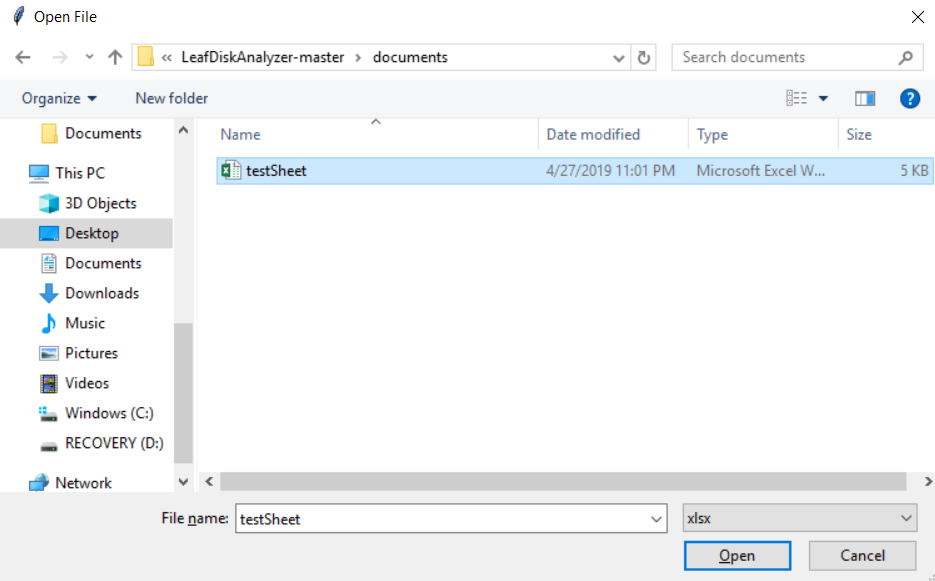 Open File
« LeafDiskAnalyzer-master > documents
Search documents
Organize
New folder
?
Name
Date modified
Type
Size
testSheet
4/27/2019 11:01 PM
Microsoft Excel W...
5 KB
Documents
This PC
3D Objects
Desktop
Documents
Downloads
Music
Pictures
Videos
Windows (C:)
RECOVERY (D:)
Network
File name:
testSheet
xlsx
Open
Cancel